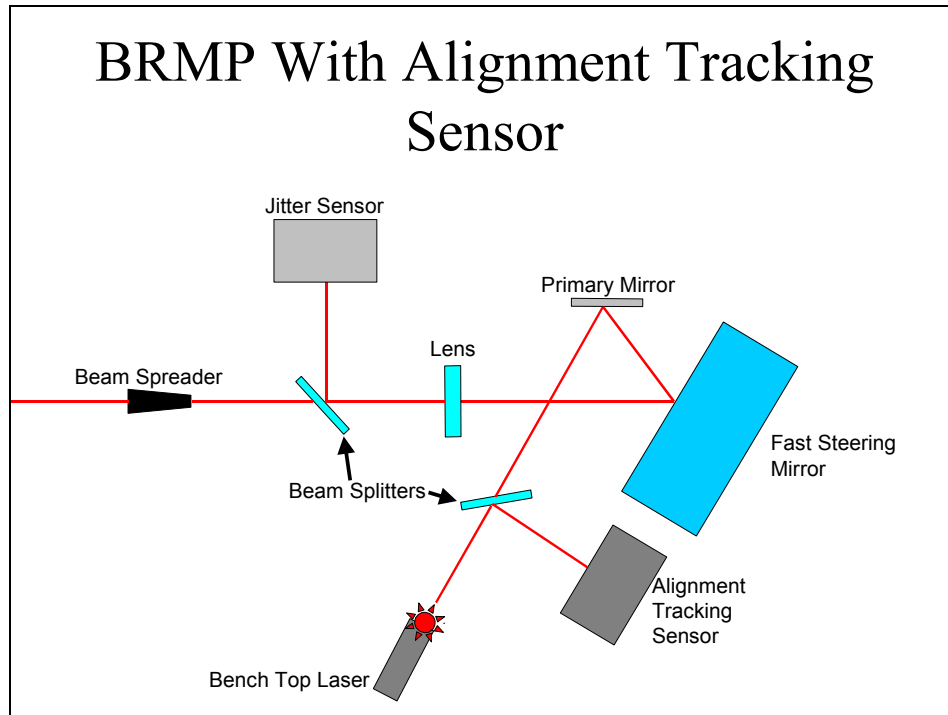 BRMP With Alignment Tracking
Sensor
Jitter Sensor
Primary Mirror
Lens
Beam Spreader
Fast Steering
Mirror
Beam Splitters
Alignment
Tracking
Sensor
Bench Top Laser